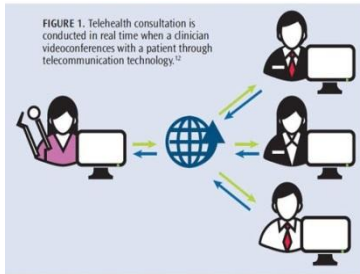 FIGURE 1. Telehealth consultation is
conducted in real time when a clinician
videoconferences with a patient through
telecommunication technology.12